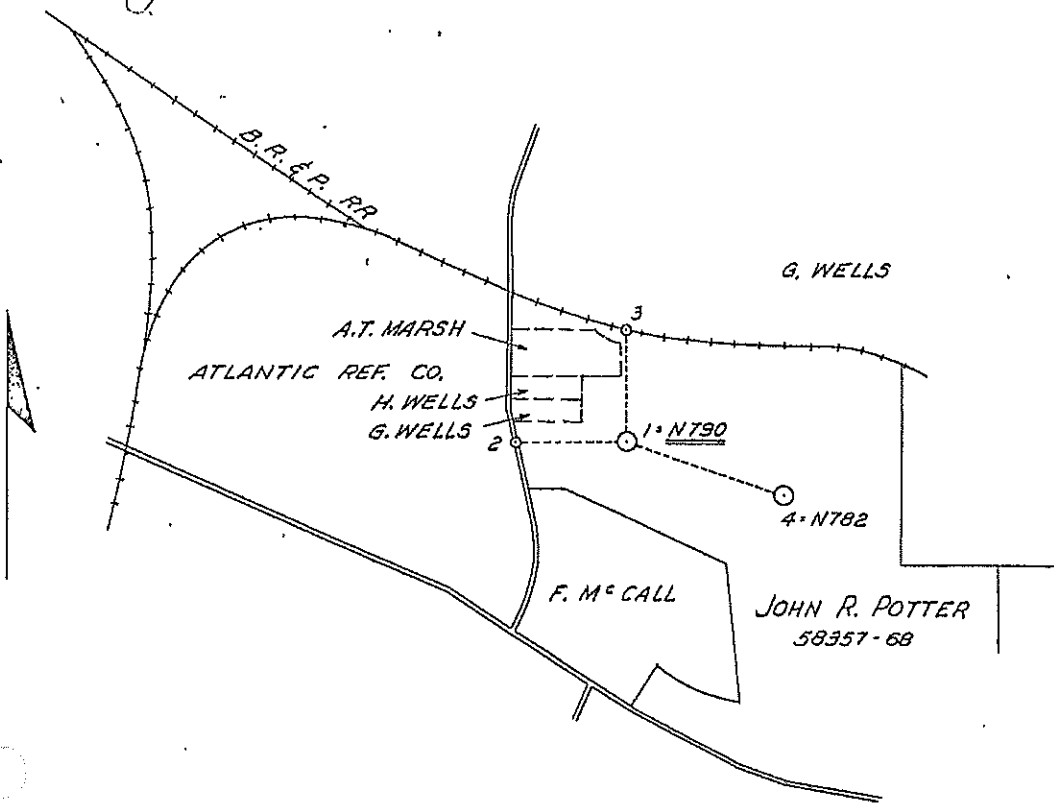 B.R. & P. RR
G. WELLS
3
A.T. MARSH
ATLANTIC REF. CO.
H. WELLS
G. WELLS
2
1=N790
4=N782
F. McCALL
JOHN R. POTTER
58357-68